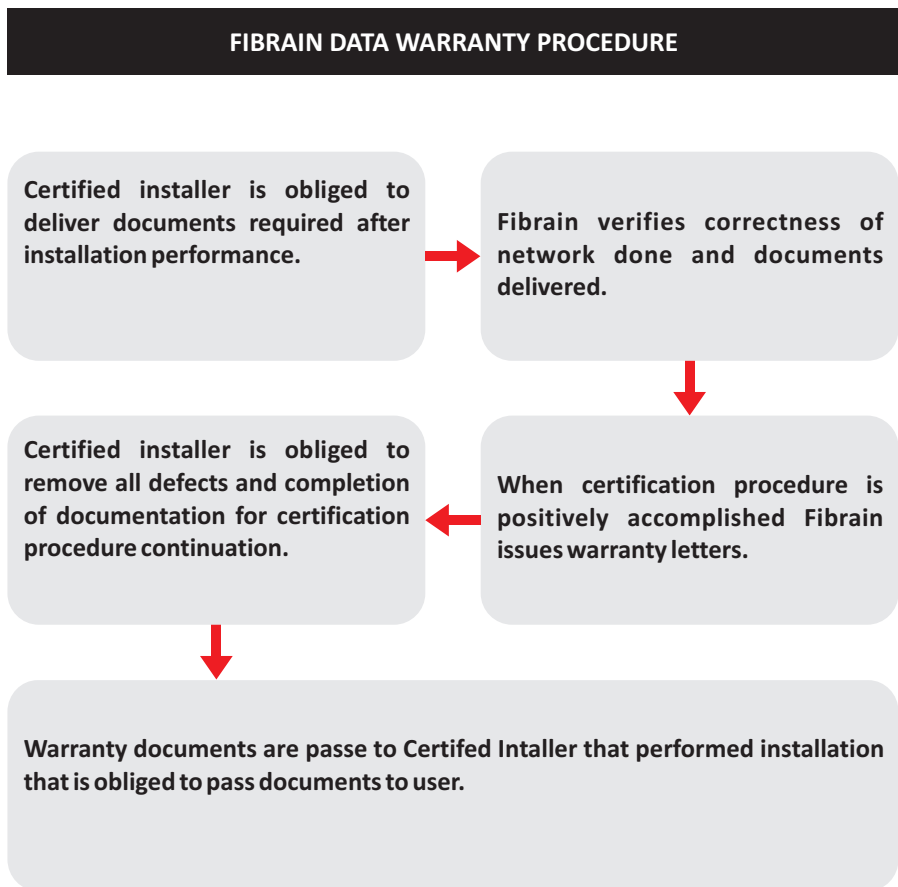 FIBRAIN DATA WARRANTY PROCEDURE
Certified installer is obliged to
deliver documents required after
installation performance.
Fibrain verifies correctness of
network done and documents
delivered.
Certified installer is obliged to
remove all defects and completion
of documentation for certification
procedure continuation.
When certification procedure is
positively accomplished Fibrain
issues warranty letters.
Warranty documents are passe to Certifed Intaller that performed installation
that is obliged to pass documents to user.